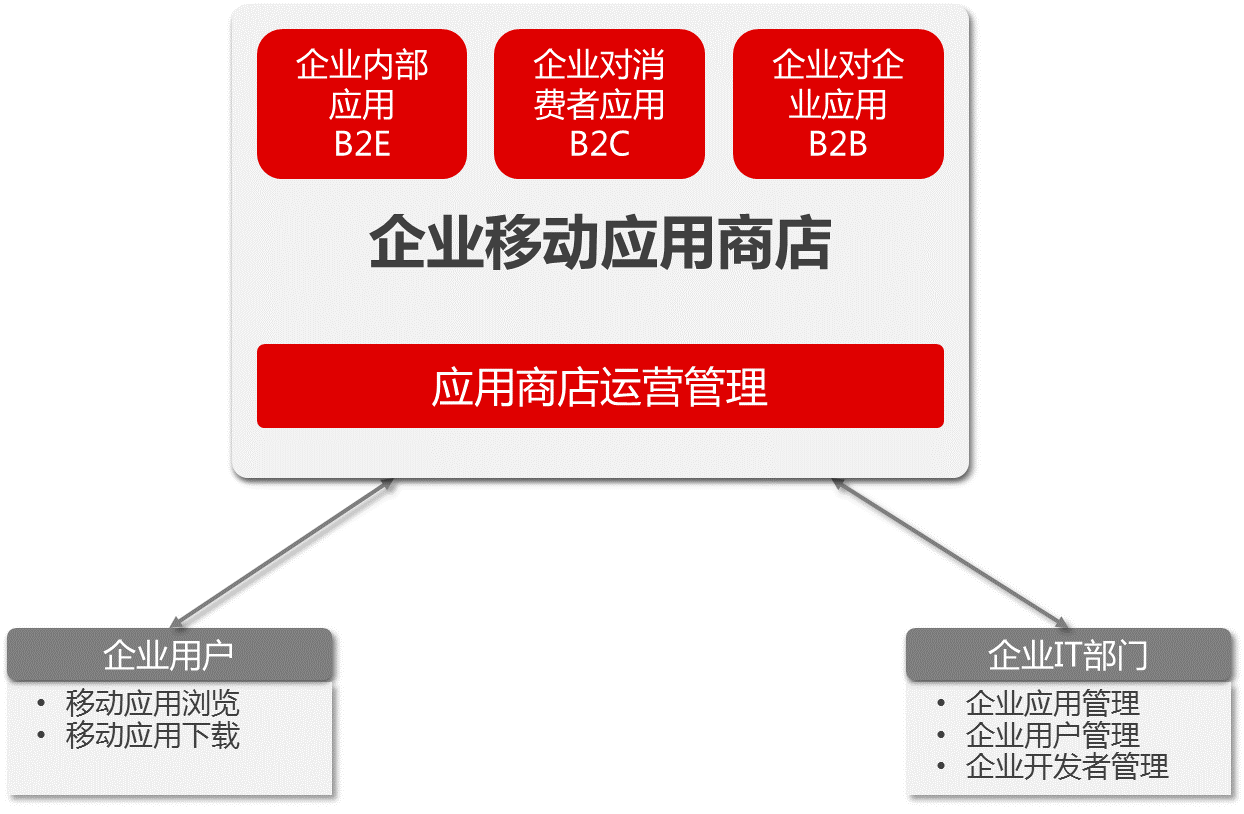 企业内部
应用
B2E
企业对消
费者应用
B2C
企业对企
业应用
B2B
企业移动应用商店
应用商店运营管理
企业用户
• 移动应用浏览
• 移动应用下载
企业IT部门
• 企业应用管理
• 企业用户管理
• 企业开发者管理